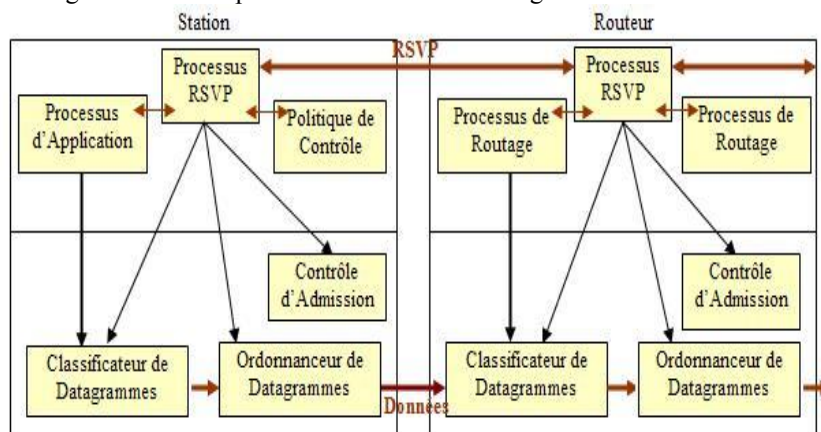 Station
Routeur
RSVP
Processus
RSVP
Processus
RSVP
Processus
d'Application
Politique de
Contrôle
Processus de
Routage
Processus de
Routage
Contrôle
d'Admission
Contrôle
d'Admission
Classificateur de
Datagrammes
Ordonnanceur de
Datagrammes
Données
Classificateur de
Datagrammes
Ordonnanceur de
Datagrammes